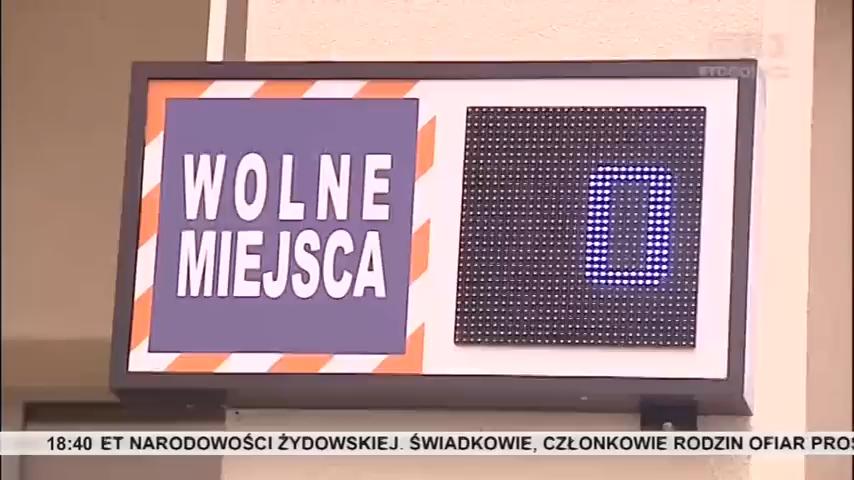 WOLNE
MIEJSCA
0
18:40 ET NARODOWOŚCI ŻYDOWSKIEJ. ŚWIADKOWIE, CZŁONKOWIE RODZIN OFIAR PROS